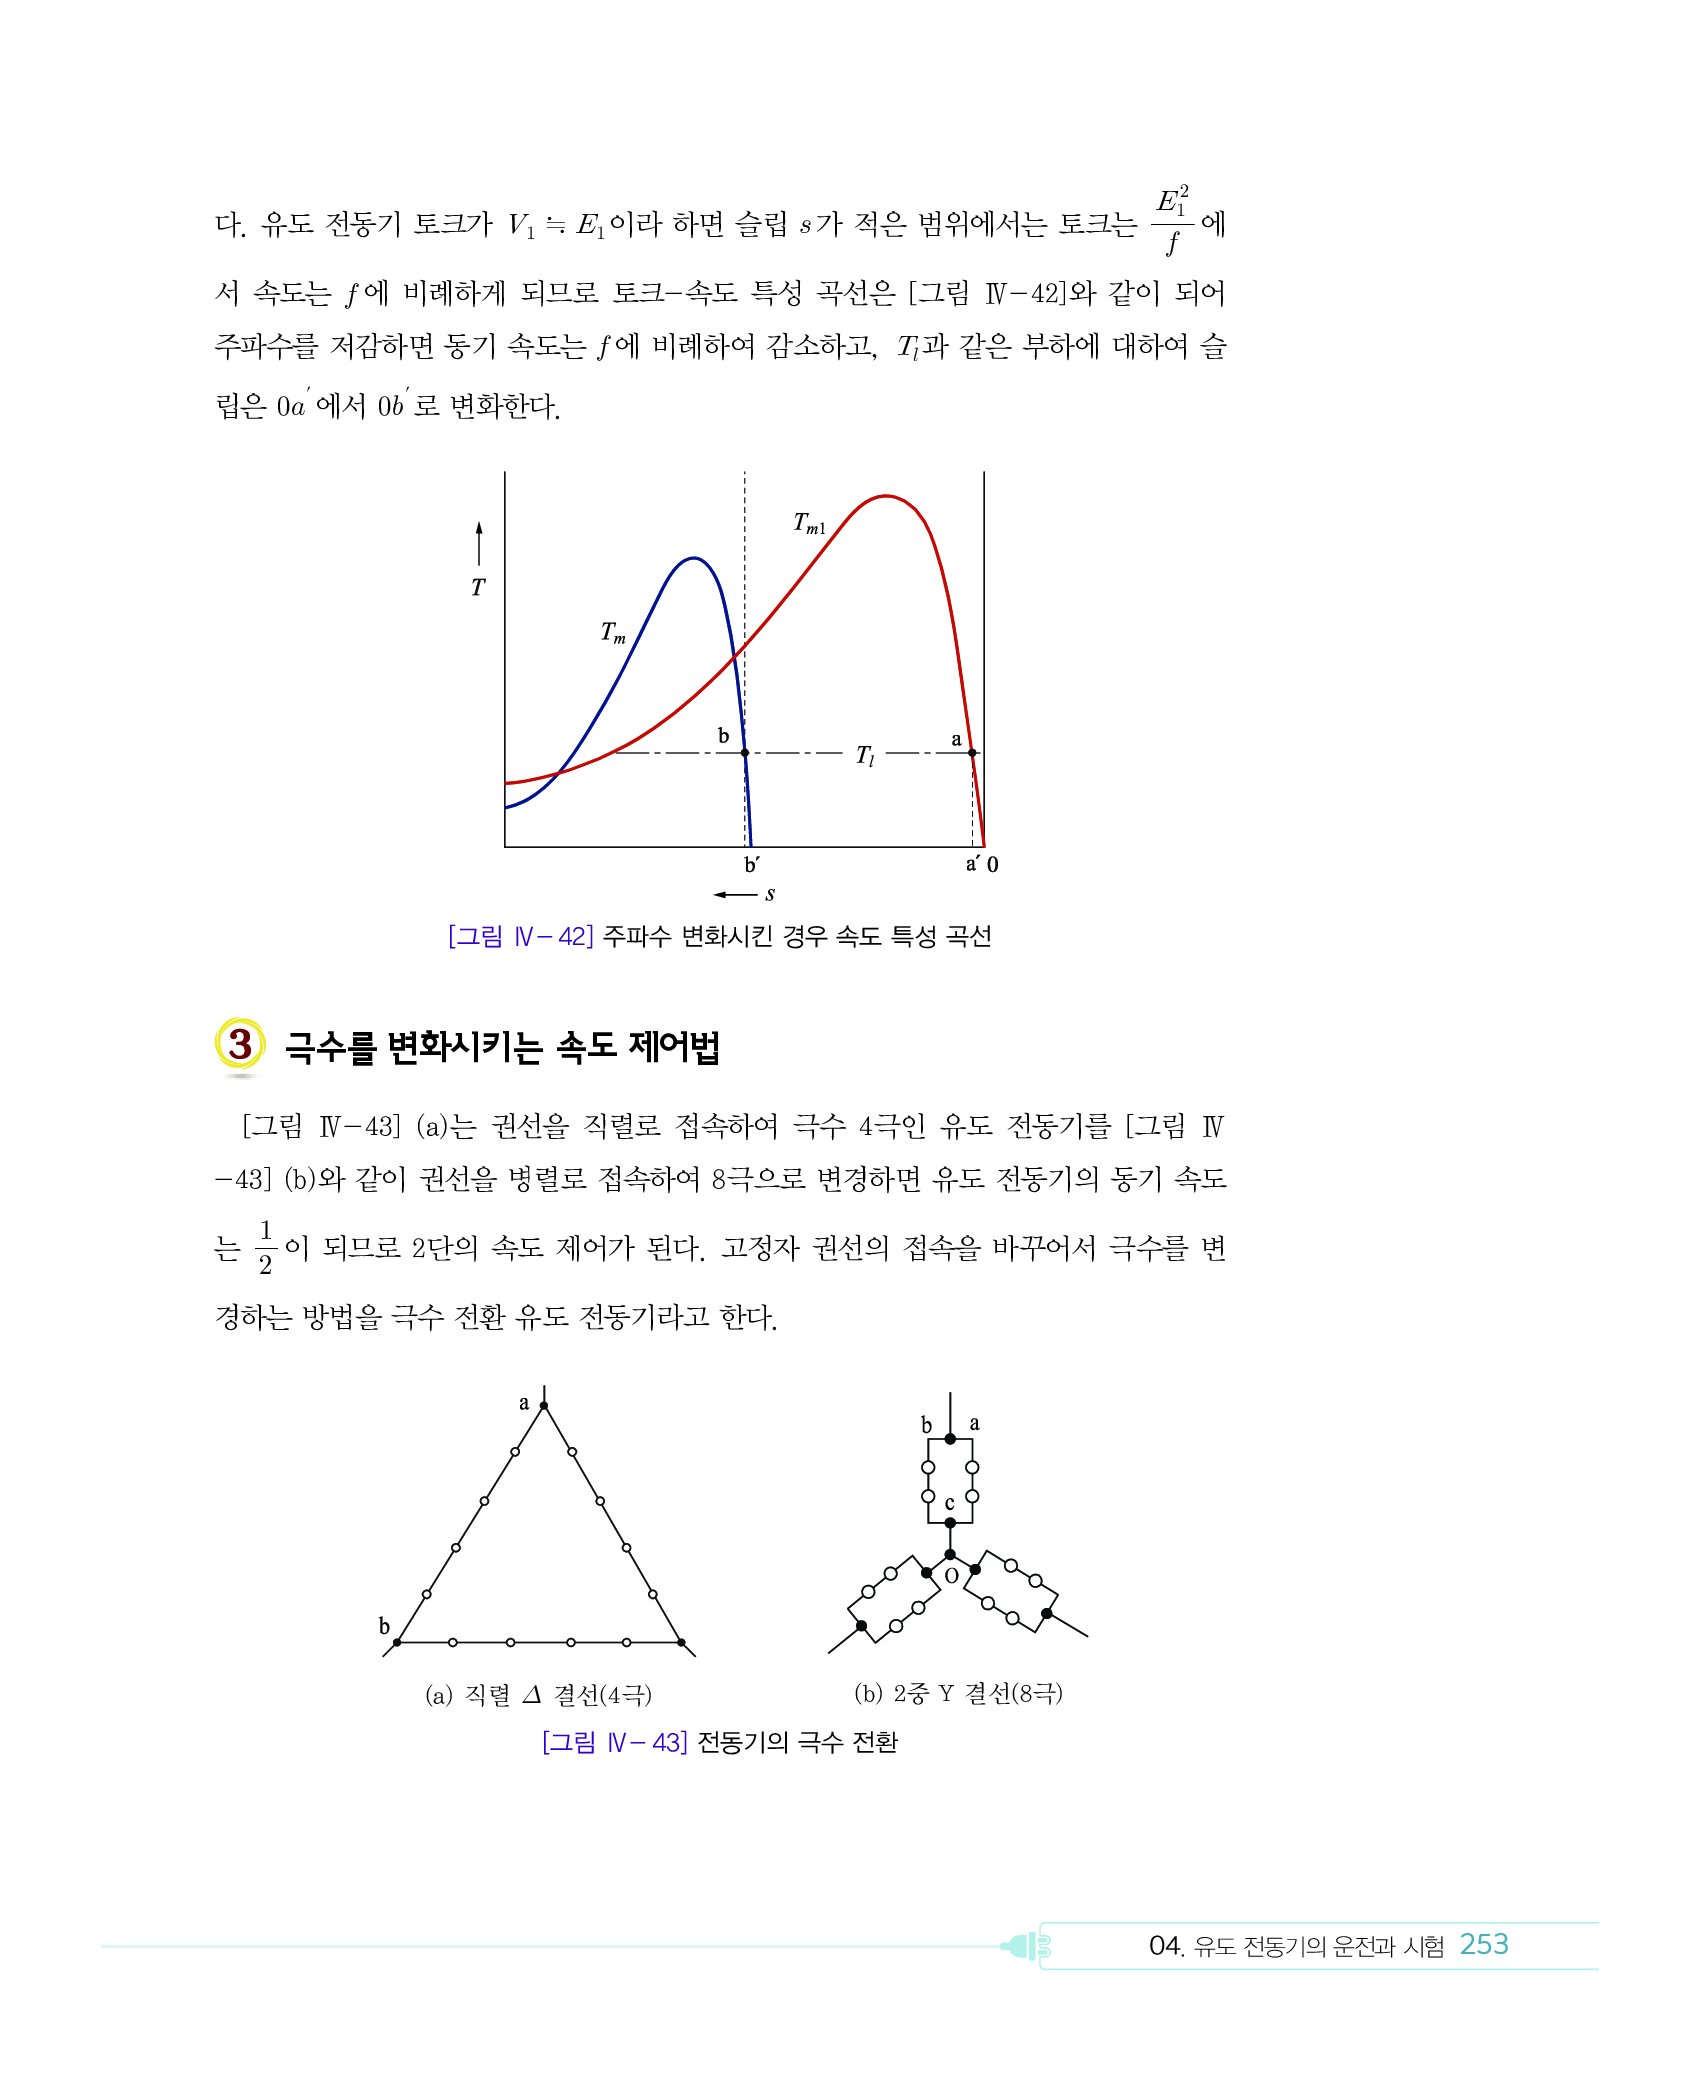 다. 유도 전동기 토크가 V₁ ≒ E₁이라 하면 슬립 s가 적은 범위에서는 토크는 E₁²/f 에
서 속도는 f에 비례하게 되므로 토크-속도 특성 곡선은 [그림 Ⅳ-42]와 같이 되어
주파수를 저감하면 동기 속도는 f에 비례하여 감소하고, Tₗ과 같은 부하에 대하여 슬
립은 0a′에서 0b′로 변화한다.
T
Tₘ₁
Tₘ
b
a
Tₗ
b′
a′ 0
s
[그림 Ⅳ-42] 주파수 변화시킨 경우 속도 특성 곡선
3 극수를 변화시키는 속도 제어법
[그림 Ⅳ-43] (a)는 권선을 직렬로 접속하여 극수 4극인 유도 전동기를 [그림 Ⅳ
-43] (b)와 같이 권선을 병렬로 접속하여 8극으로 변경하면 유도 전동기의 동기 속도
는 1/2이 되므로 2단의 속도 제어가 된다. 고정자 권선의 접속을 바꾸어서 극수를 변
경하는 방법을 극수 전환 유도 전동기라고 한다.
a
b
b a
c
O
(a) 직렬 Δ 결선(4극)
(b) 2중 Y 결선(8극)
[그림 Ⅳ-43] 전동기의 극수 전환
04. 유도 전동기의 운전과 시험 253